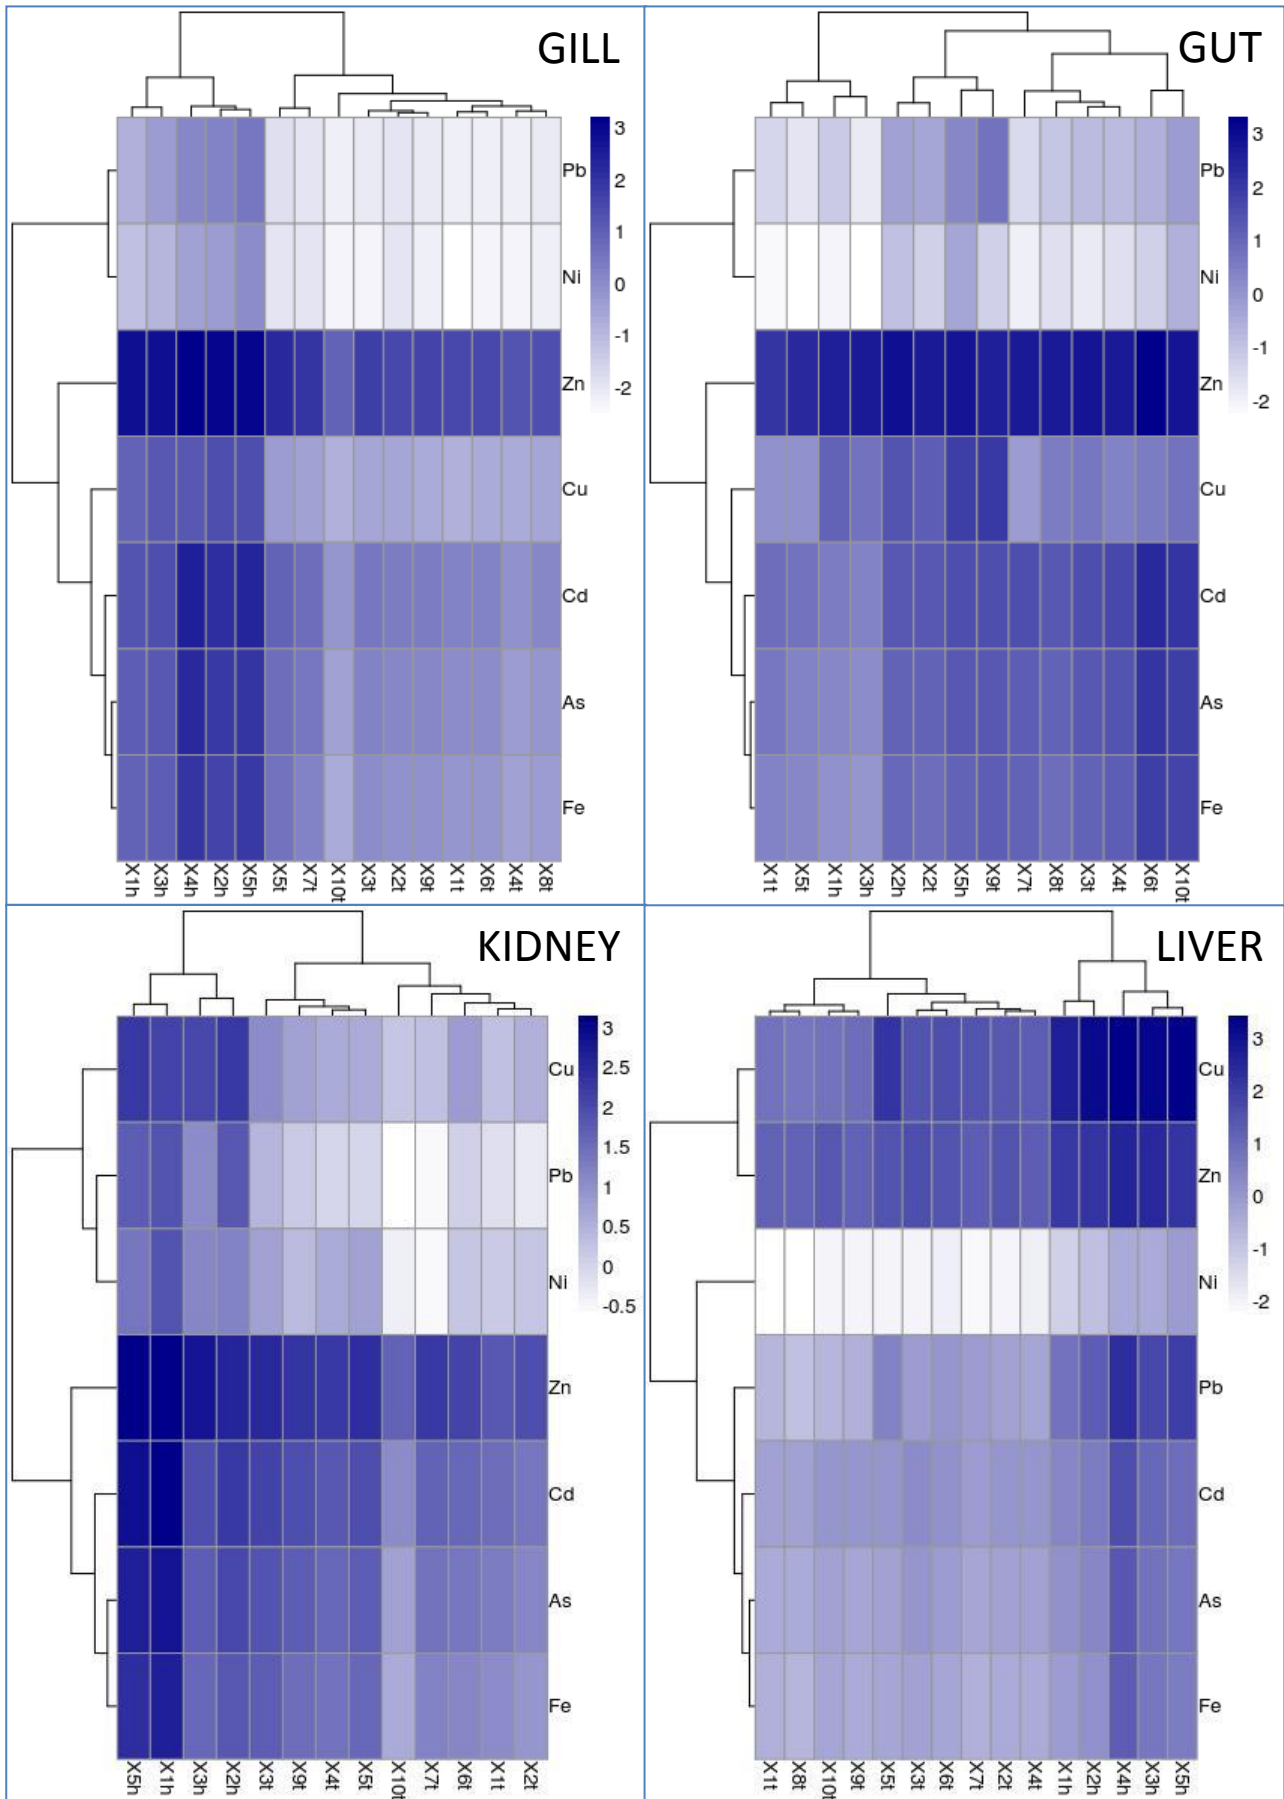 GILL
3
2
1
0
-1
-2
Pb
Ni
Zn
Cu
Cd
As
Fe
X1h X3h X4h X2h X5h X5t X7t X10t X3t X2t X9t X1t X6t X4t X8t
GUT
3
2
1
0
-1
-2
Pb
Ni
Zn
Cu
Cd
As
Fe
X1t X5t X1h X3h X2h X2t X5h X9t X7t X8t X3t X4t X6t X10t
KIDNEY
3
2.5
2
1.5
1
0.5
0
-0.5
Cu
Pb
Ni
Zn
Cd
As
Fe
X5h X1h X3h X2h X3t X9t X4t X5t X10t X7t X6t X1t X2t
LIVER
3
2
1
0
-1
-2
Cu
Zn
Ni
Pb
Cd
As
Fe
X1t X8t X10t X9t X5t X3t X6t X7t X2t X4t X1h X2h X4h X3h X5h